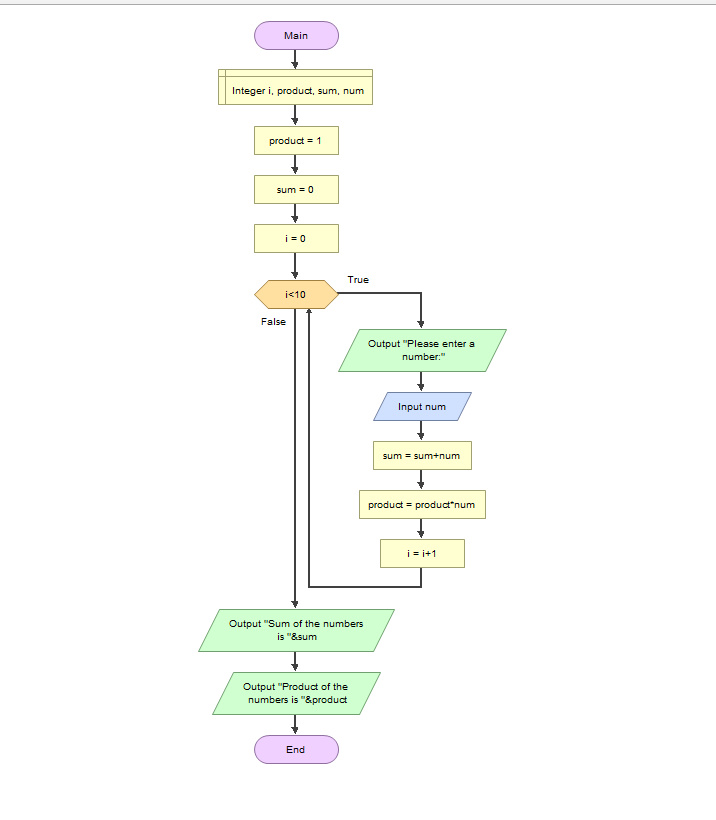 Main
Integer i, product, sum, num
product = 1
sum = 0
i = 0
i<10
True
False
Output "Please enter a
number:"
Input num
sum = sum+num
product = product*num
i = i+1
Output "Sum of the numbers
is "&sum
Output "Product of the
numbers is "&product
End